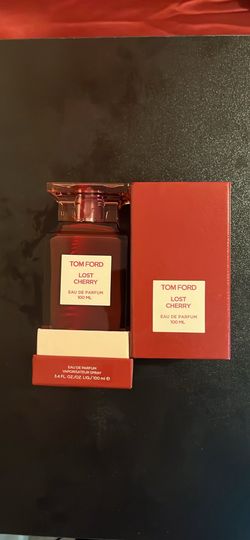 TOM FORD
LOST
CHERRY
EAU DE PARFUM
100 ML
EAU DE PARFUM
VAPORISATEUR SPRAY
3.4 FL. OZ./OZ. LIQ./100 ml ℮
TOM FORD
LOST
CHERRY
EAU DE PARFUM
100 ML